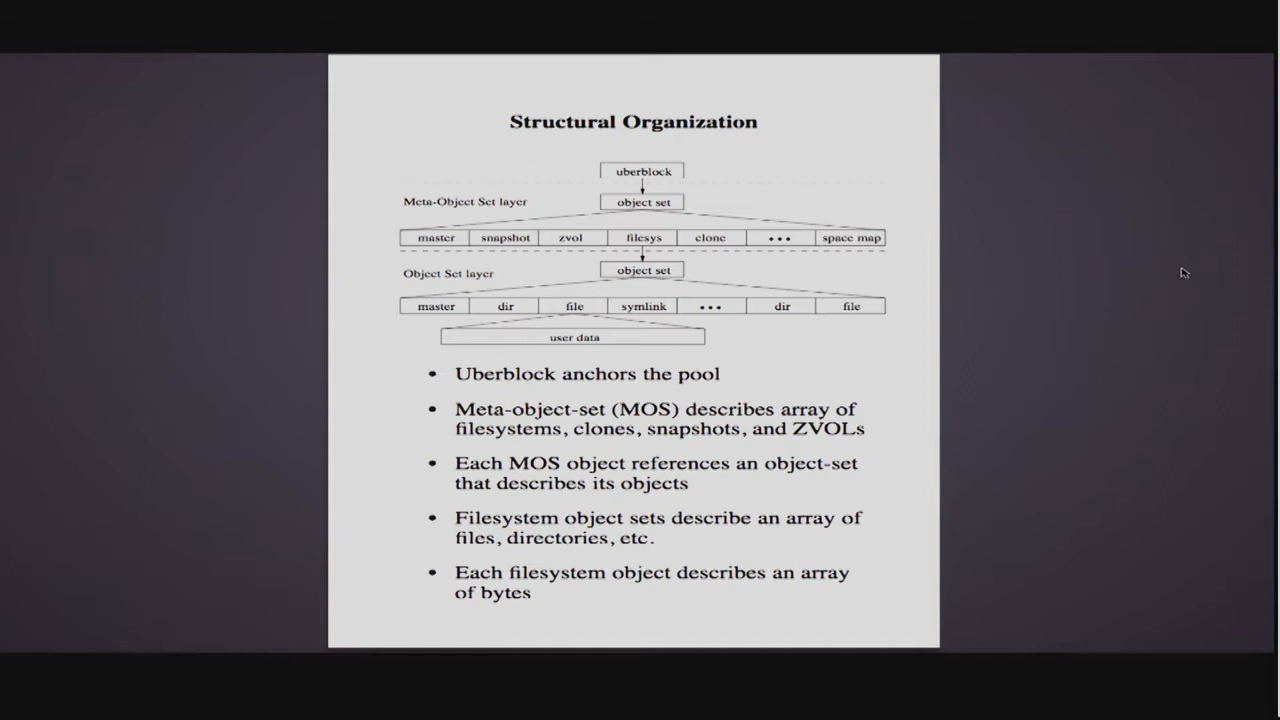 Structural Organization
uberblock
Meta-Object Set layer
object set
master snapshot zvol filesys clone ••• space map
Object Set layer
object set
master dir file symlink ••• dir file
user data
• Uberblock anchors the pool
• Meta-object-set (MOS) describes array of
filesystems, clones, snapshots, and ZVOLs
• Each MOS object references an object-set
that describes its objects
• Filesystem object sets describe an array of
files, directories, etc.
• Each filesystem object describes an array
of bytes